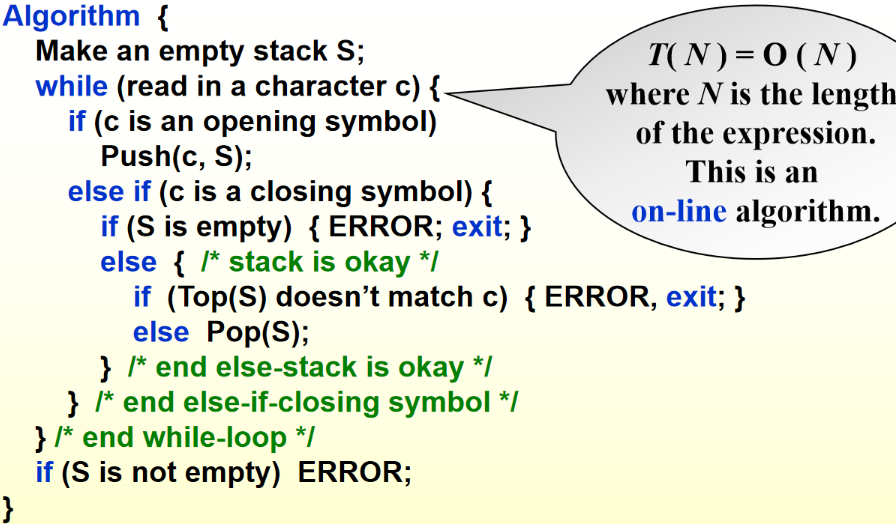 Algorithm {
Make an empty stack S;
while (read in a character c) {
if (c is an opening symbol)
Push(c, S);
else if (c is a closing symbol) {
if (S is empty) { ERROR; exit; }
else { /* stack is okay */
if (Top(S) doesn’t match c) { ERROR, exit; }
else Pop(S);
} /* end else-stack is okay */
} /* end else-if-closing symbol */
} /* end while-loop */
if (S is not empty) ERROR;
}
T( N ) = O ( N )
where N is the length
of the expression.
This is an
on-line algorithm.